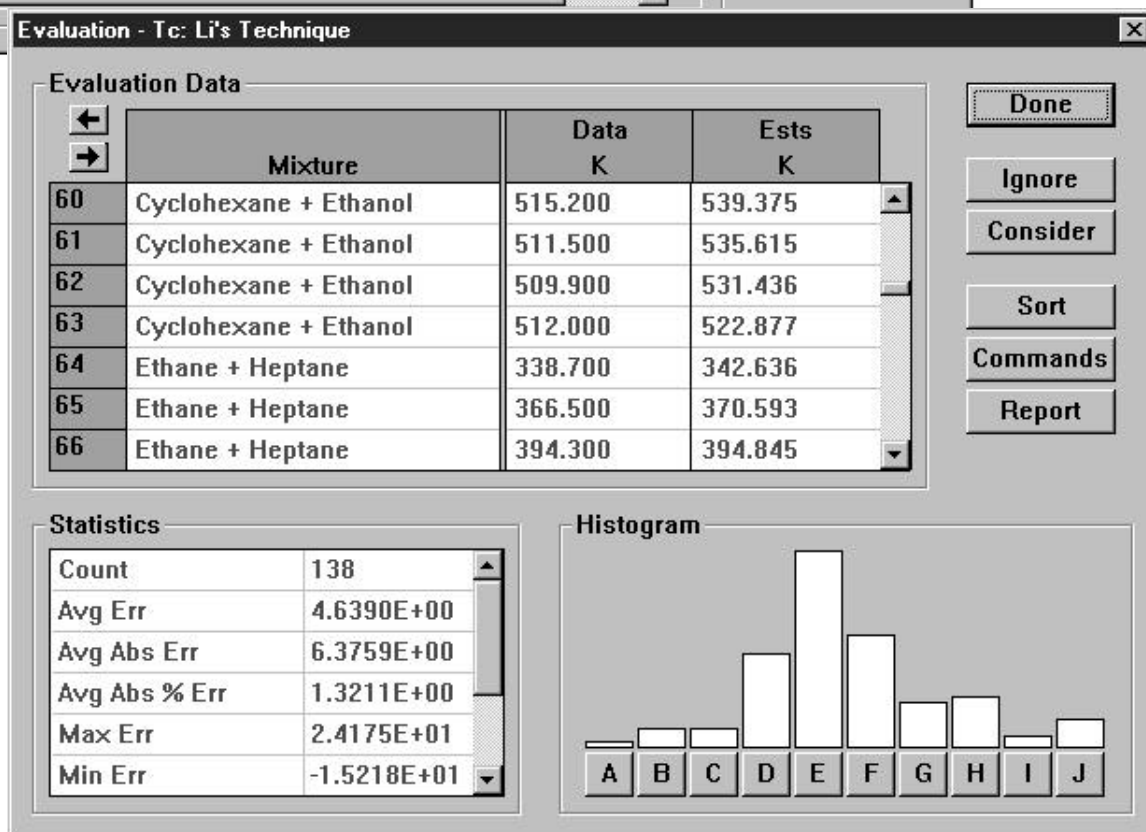 Evaluation - Tc: Li's Technique
Evaluation Data
Mixture Data K Ests K
60 Cyclohexane + Ethanol 515.200 539.375
61 Cyclohexane + Ethanol 511.500 535.615
62 Cyclohexane + Ethanol 509.900 531.436
63 Cyclohexane + Ethanol 512.000 522.877
64 Ethane + Heptane 338.700 342.636
65 Ethane + Heptane 366.500 370.593
66 Ethane + Heptane 394.300 394.845
Done
Ignore
Consider
Sort
Commands
Report
Statistics
Count 138
Avg Err 4.6390E+00
Avg Abs Err 6.3759E+00
Avg Abs % Err 1.3211E+00
Max Err 2.4175E+01
Min Err -1.5218E+01
Histogram
A B C D E F G H I J